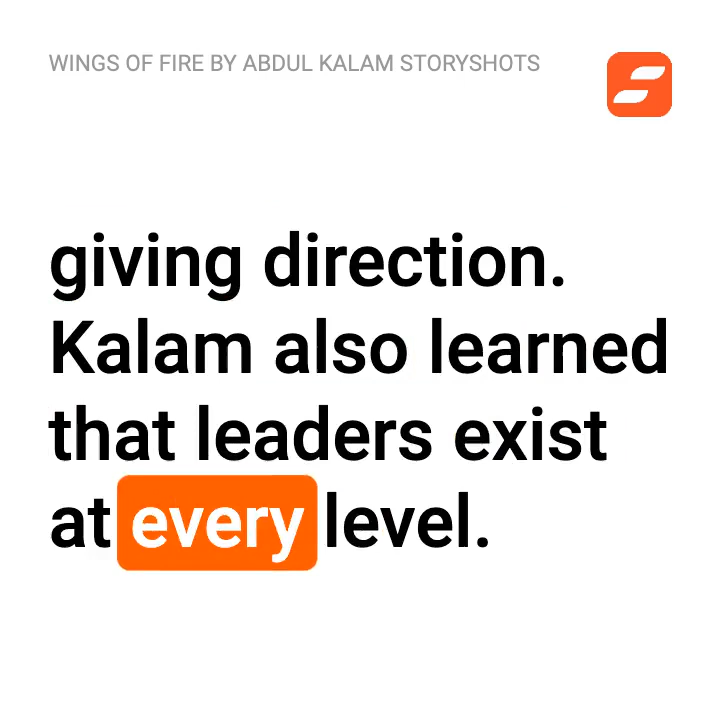 WINGS OF FIRE BY ABDUL KALAM STORYSHOTS
giving direction.
Kalam also learned
that leaders exist
at every level.